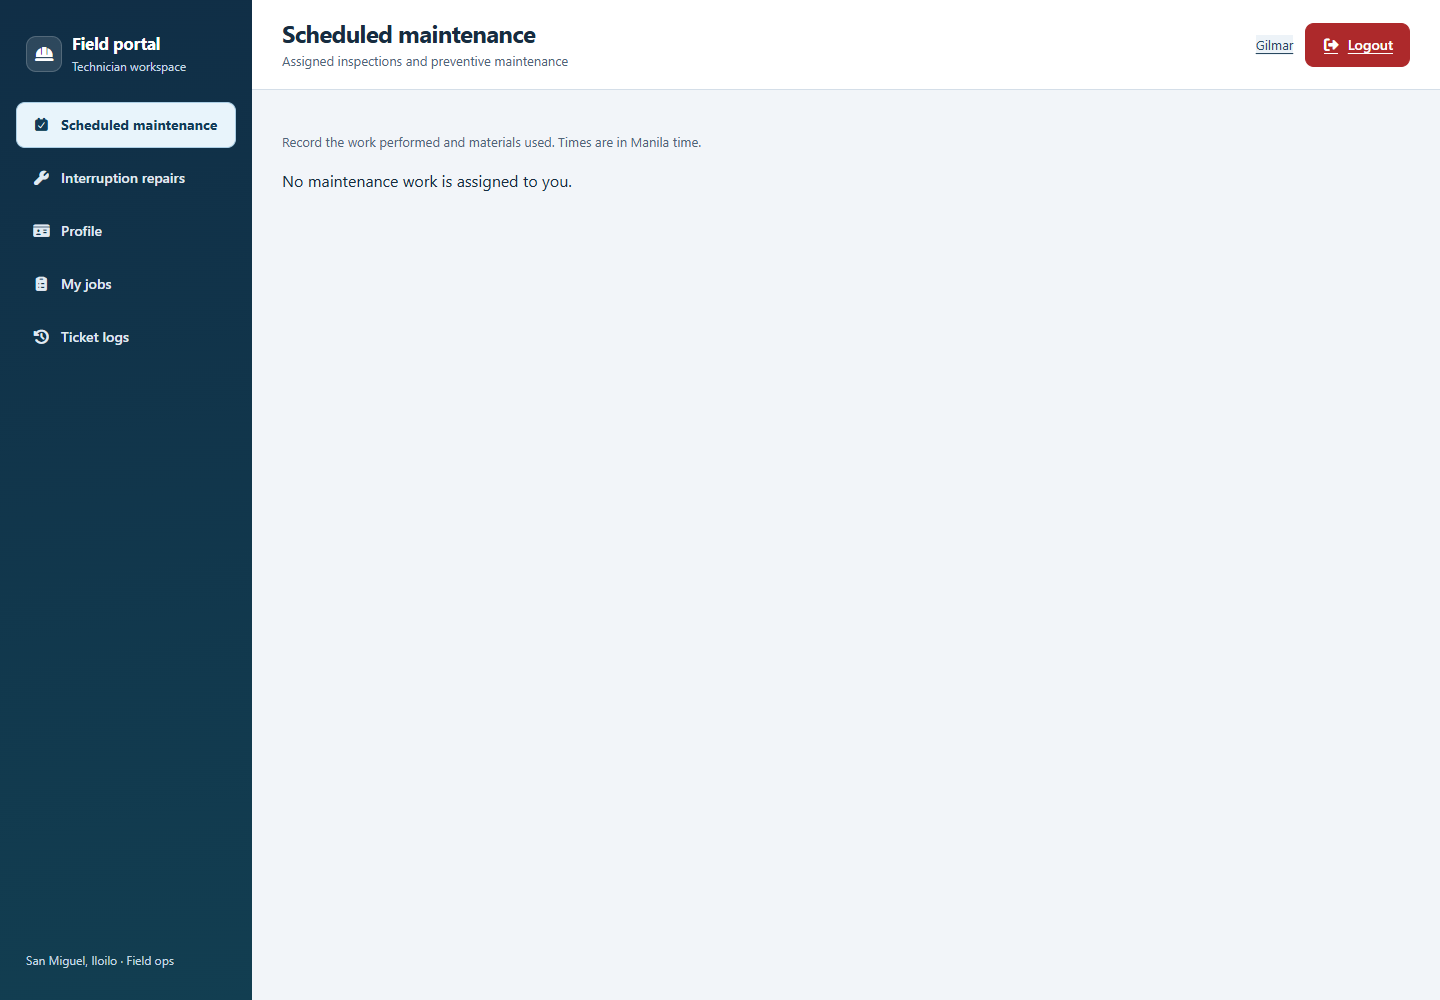 Field portal
Technician workspace
Scheduled maintenance
Interruption repairs
Profile
My jobs
Ticket logs
San Miguel, Iloilo · Field ops
Scheduled maintenance
Assigned inspections and preventive maintenance
Gilmar
Logout
Record the work performed and materials used. Times are in Manila time.
No maintenance work is assigned to you.